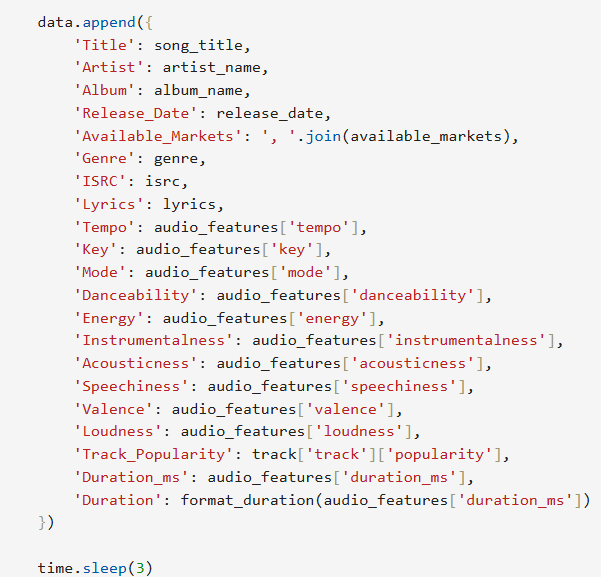 data.append({
'Title': song_title,
'Artist': artist_name,
'Album': album_name,
'Release_Date': release_date,
'Available_Markets': ', '.join(available_markets),
'Genre': genre,
'ISRC': isrc,
'Lyrics': lyrics,
'Tempo': audio_features['tempo'],
'Key': audio_features['key'],
'Mode': audio_features['mode'],
'Danceability': audio_features['danceability'],
'Energy': audio_features['energy'],
'Instrumentalness': audio_features['instrumentalness'],
'Acousticness': audio_features['acousticness'],
'Speechiness': audio_features['speechiness'],
'Valence': audio_features['valence'],
'Loudness': audio_features['loudness'],
'Track_Popularity': track['track']['popularity'],
'Duration_ms': audio_features['duration_ms'],
'Duration': format_duration(audio_features['duration_ms'])
})
time.sleep(3)